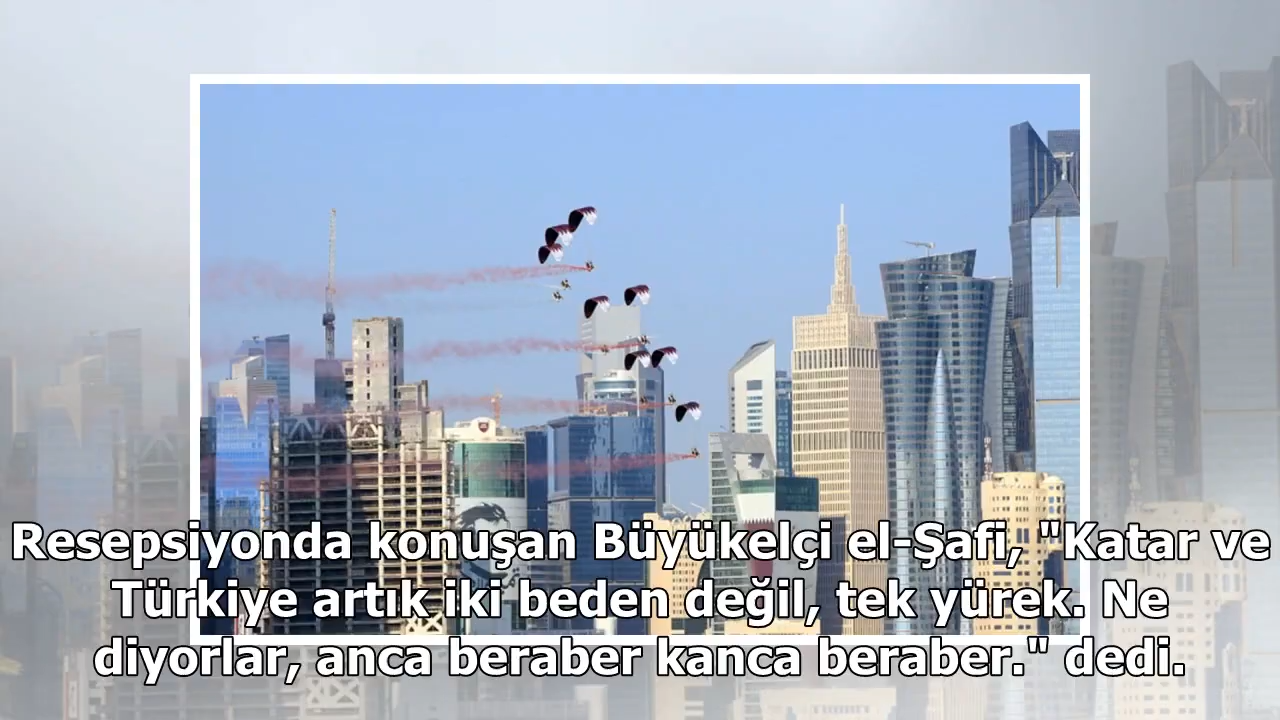 Resepsiyonda konuşan Büyükelçi el-Şafi, "Katar ve
Türkiye artık iki beden değil, tek yürek. Ne
diyorlar, anca beraber kanca beraber." dedi.